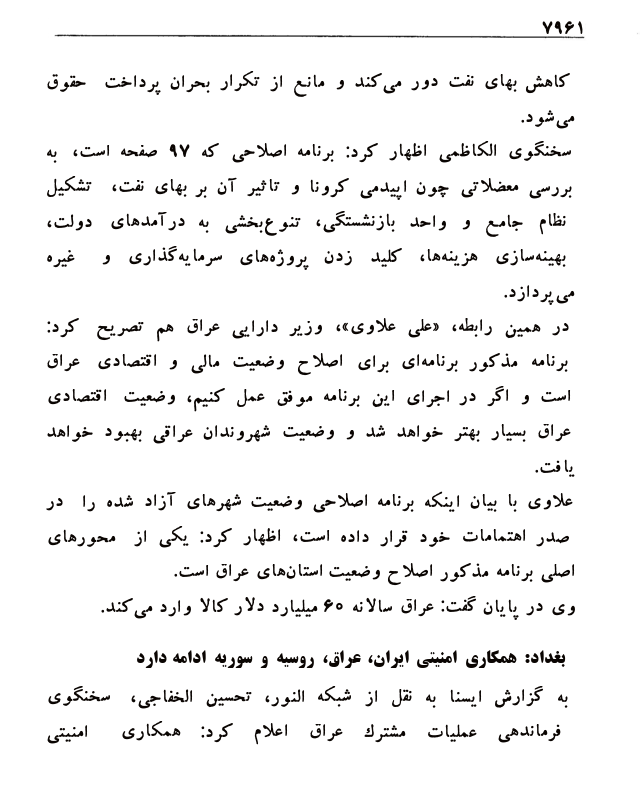 ۷۹۶۱
کاهش بهای نفت دور می‌کند و مانع از تکرار بحران پرداخت حقوق
می‌شود.
سخنگوی الکاظمی اظهار کرد: برنامه اصلاحی که ۹۷ صفحه است، به
بررسی معضلاتی چون اپیدمی کرونا و تاثیر آن بر بهای نفت، تشکیل
نظام جامع و واحد بازنشستگی، تنوع‌بخشی به درآمدهای دولت،
بهینه‌سازی هزینه‌ها، کلید زدن پروژه‌های سرمایه‌گذاری و غیره
می‌پردازد.
در همین رابطه، «علی علاوی»، وزیر دارایی عراق هم تصریح کرد:
برنامه مذکور برنامه‌ای برای اصلاح وضعیت مالی و اقتصادی عراق
است و اگر در اجرای این برنامه موفق عمل کنیم، وضعیت اقتصادی
عراق بسیار بهتر خواهد شد و وضعیت شهروندان عراقی بهبود خواهد
یافت.
علاوی با بیان اینکه برنامه اصلاحی وضعیت شهرهای آزاد شده را در
صدر اهتمامات خود قرار داده است، اظهار کرد: یکی از محورهای
اصلی برنامه مذکور اصلاح وضعیت استان‌های عراق است.
وی در پایان گفت: عراق سالانه ۶۰ میلیارد دلار کالا وارد می‌کند.
بغداد: همکاری امنیتی ایران، عراق، روسیه و سوریه ادامه دارد
به گزارش ایسنا به نقل از شبکه النور، تحسین الخفاجی، سخنگوی
فرماندهی عملیات مشترك عراق اعلام کرد: همکاری امنیتی